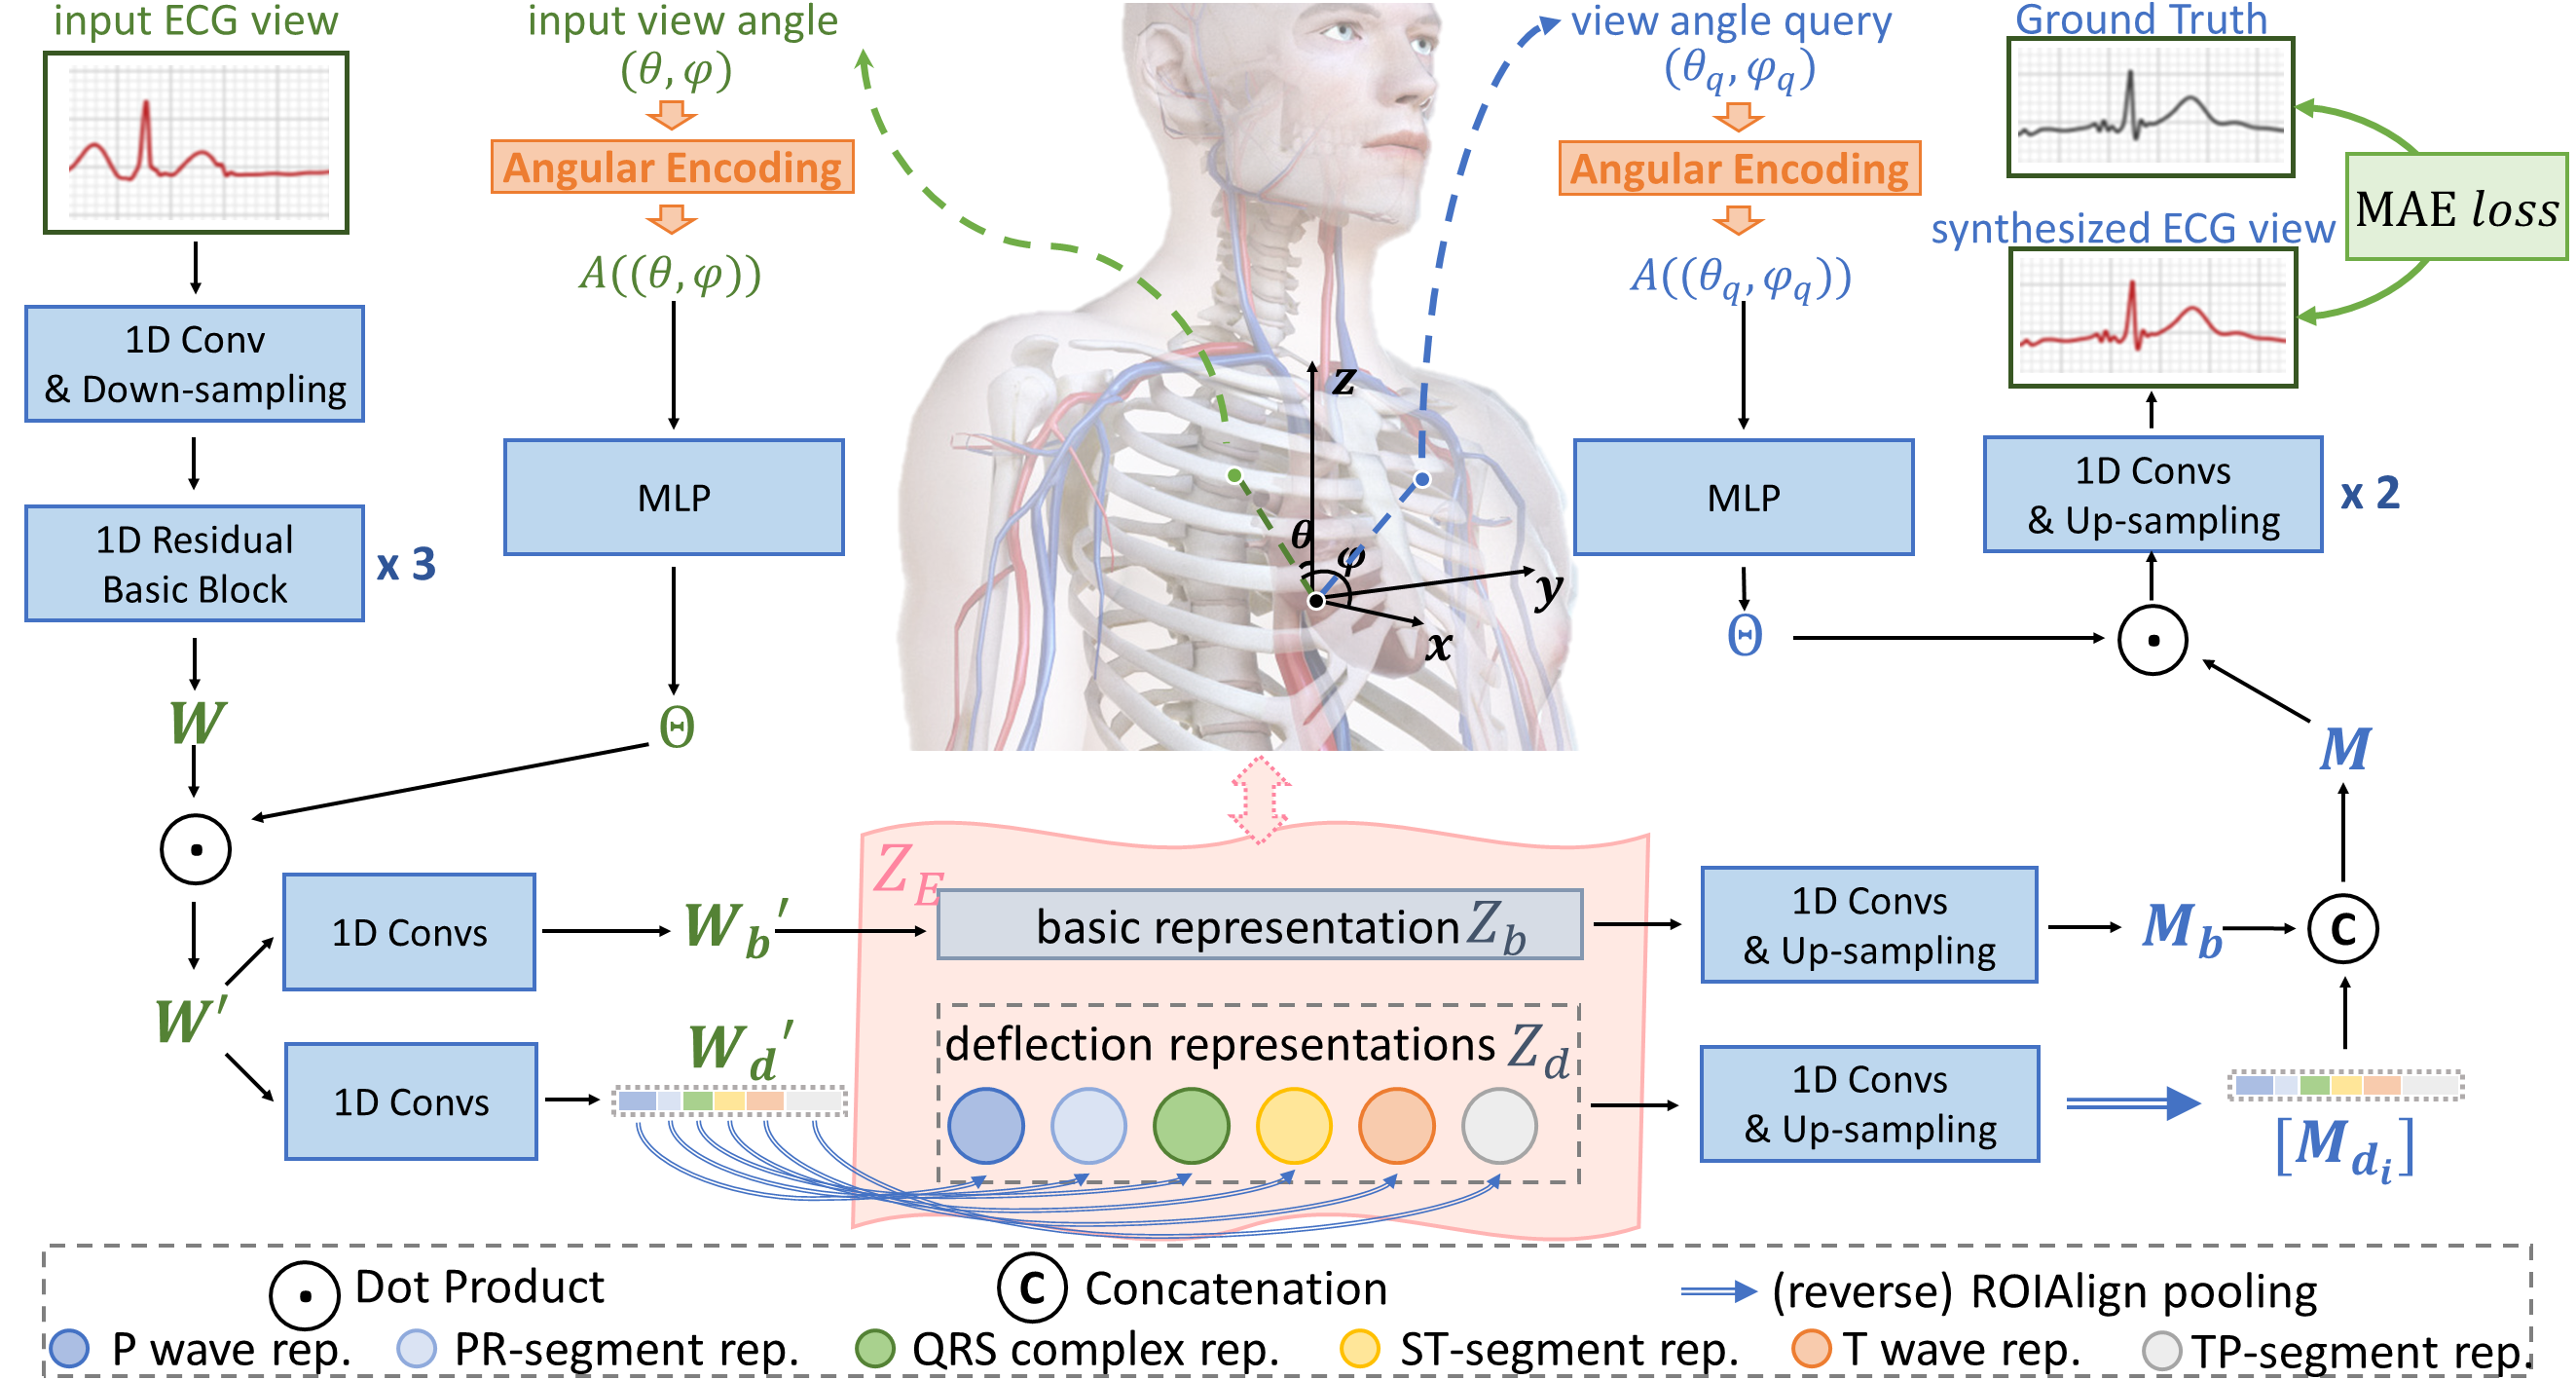 input ECG view
input view angle
(θ, φ)
Angular Encoding
A((θ, φ))
view angle query
(θq, φq)
Angular Encoding
A((θq, φq))
Ground Truth
MAE loss
synthesized ECG view
1D Conv
& Down-sampling
1D Residual
Basic Block
x 3
MLP
z
θ
φ
y
x
MLP
1D Convs
& Up-sampling
x 2
W
Θ
Θ
M
W'
1D Convs
Wb'
ZE
basic representation Zb
1D Convs
& Up-sampling
Mb
C
1D Convs
Wd'
deflection representations Zd
1D Convs
& Up-sampling
[Mdi]
Dot Product
C Concatenation
(reverse) ROIAlign pooling
P wave rep.
PR-segment rep.
QRS complex rep.
ST-segment rep.
T wave rep.
TP-segment rep.